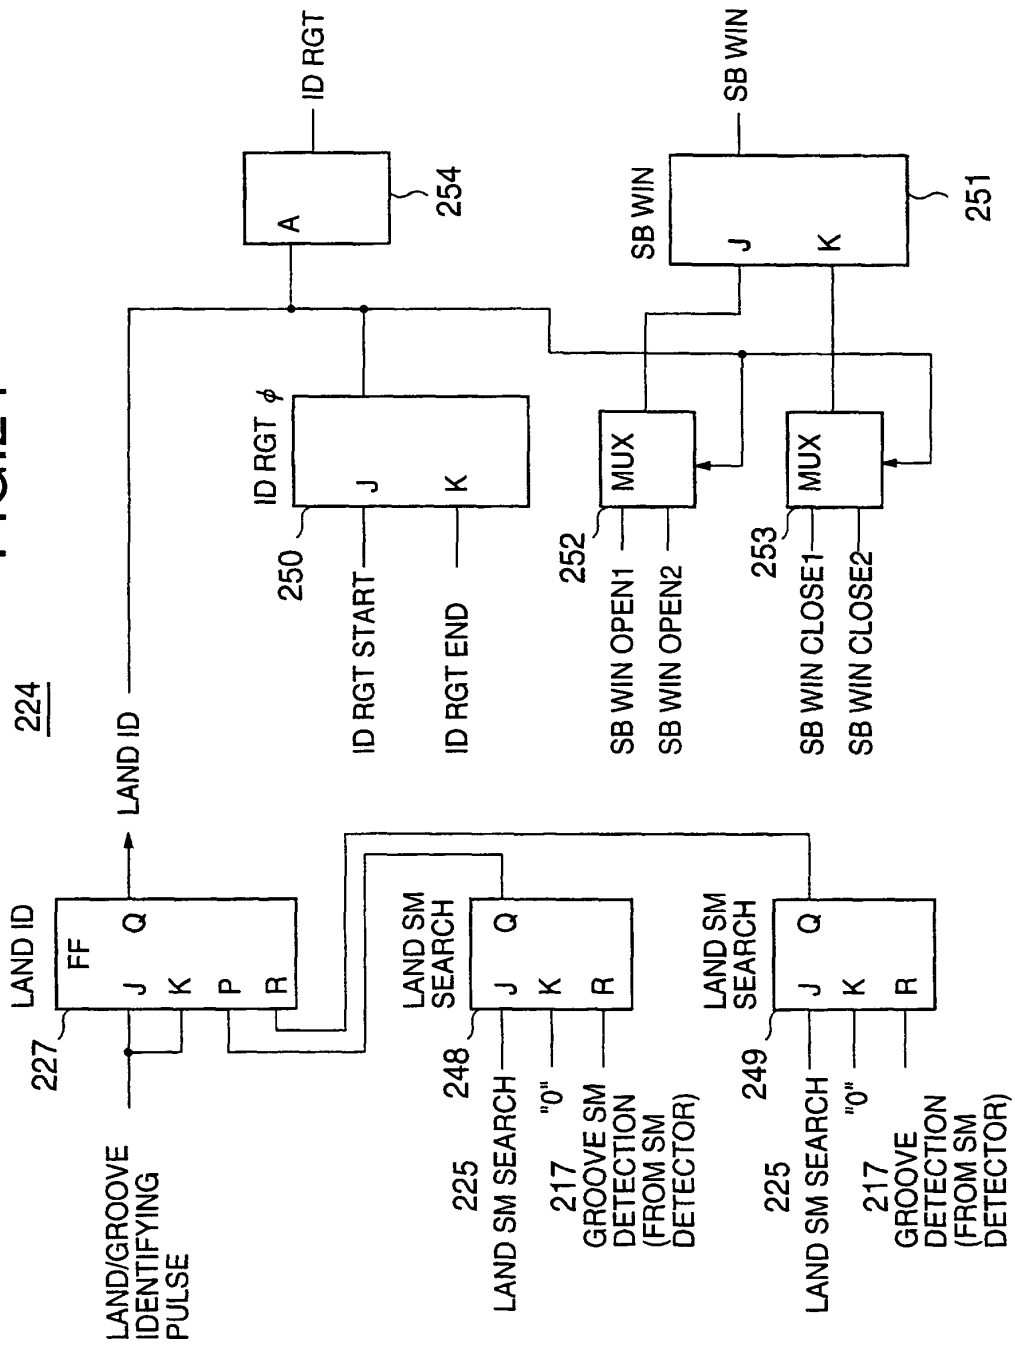 224
LAND/GROOVE
IDENTIFYING
PULSE
227
LAND ID
FF
J
Q
K
P
R
LAND ID
225
LAND SM SEARCH
"0"
217
GROOVE SM
DETECTION
(FROM SM
DETECTOR)
248
LAND SM
SEARCH
J
Q
K
R
225
LAND SM SEARCH
"0"
217
GROOVE
DETECTION
(FROM SM
DETECTOR)
249
LAND SM
SEARCH
J
Q
K
R
ID RGT START
ID RGT END
250
ID RGT ϕ
J
K
A
254
ID RGT
SB WIN OPEN1
SB WIN OPEN2
252
MUX
SB WIN CLOSE1
SB WIN CLOSE2
253
MUX
SB WIN
J
K
251
SB WIN